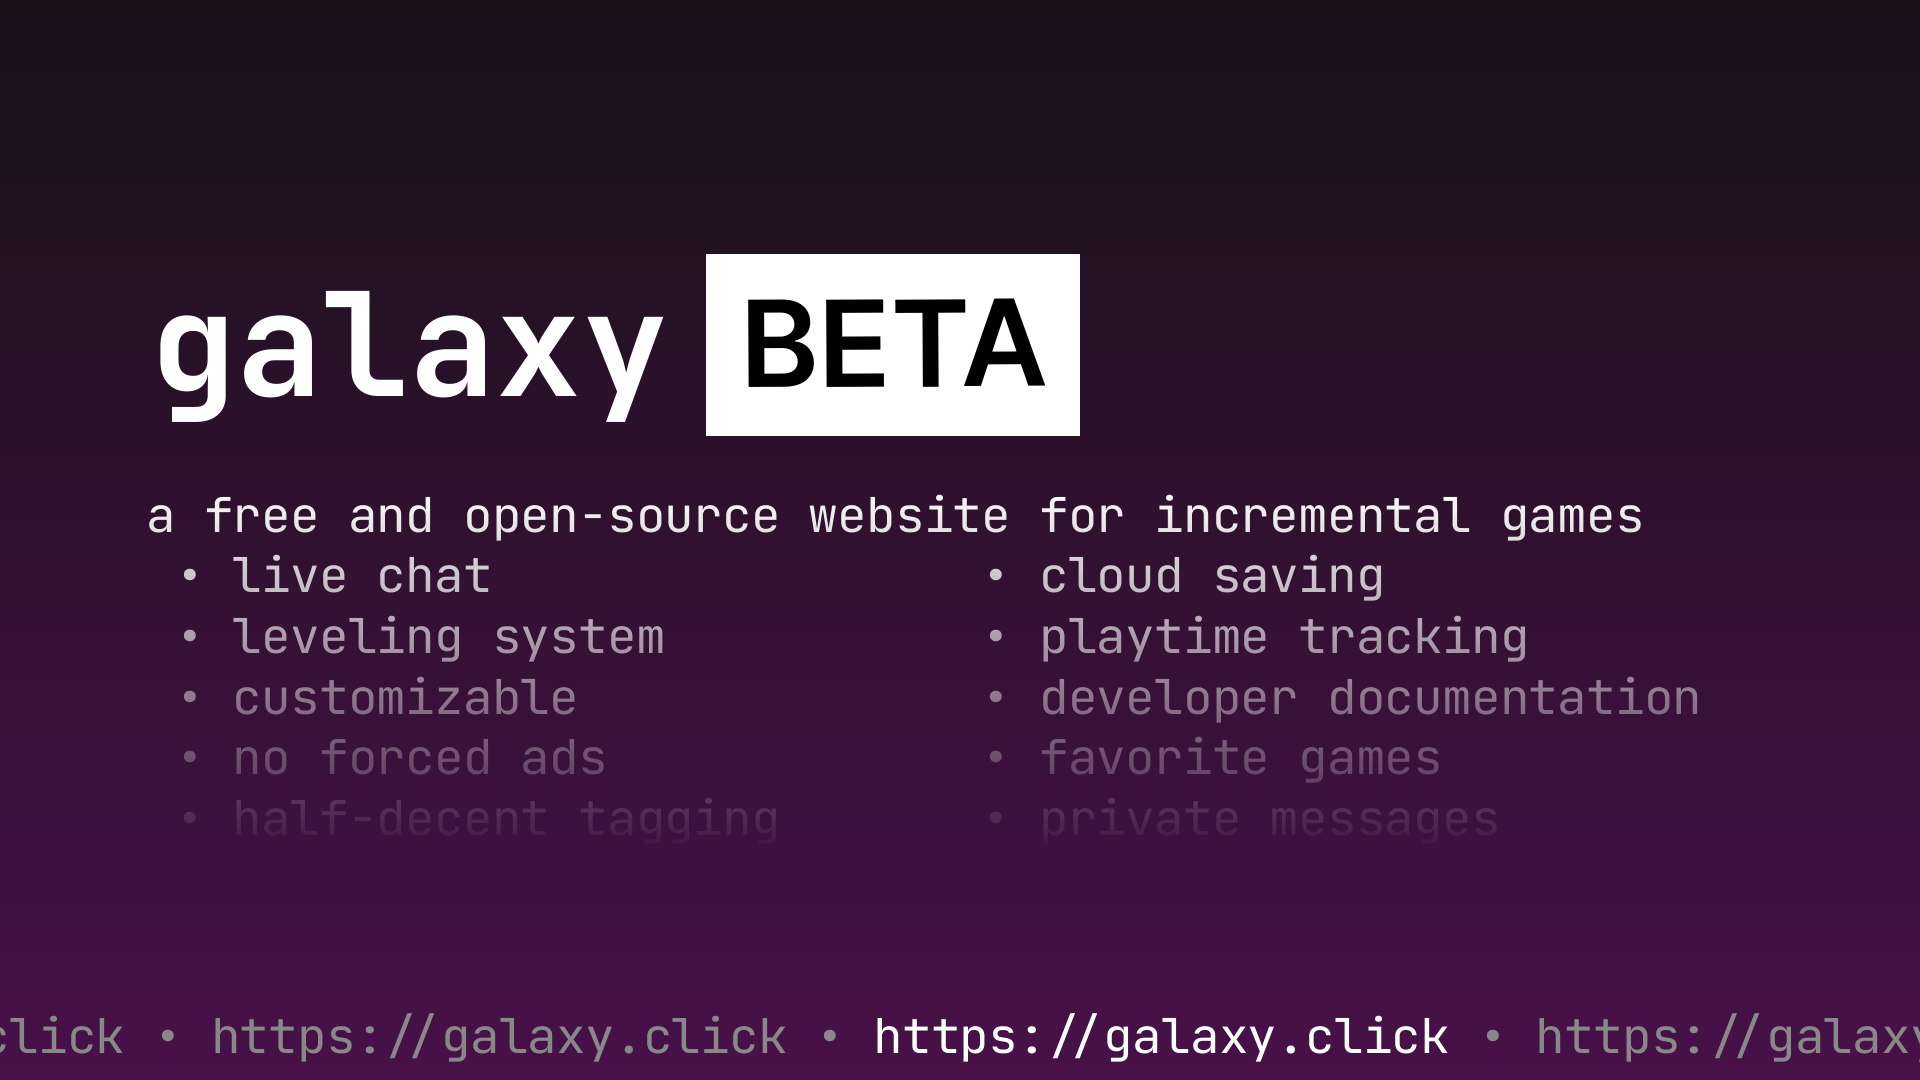 galaxy BETA
a free and open-source website for incremental games
• live chat
• leveling system
• customizable
• no forced ads
• half-decent tagging
• cloud saving
• playtime tracking
• developer documentation
• favorite games
• private messages
click • https://galaxy.click • https://galaxy.click • https://galaxy